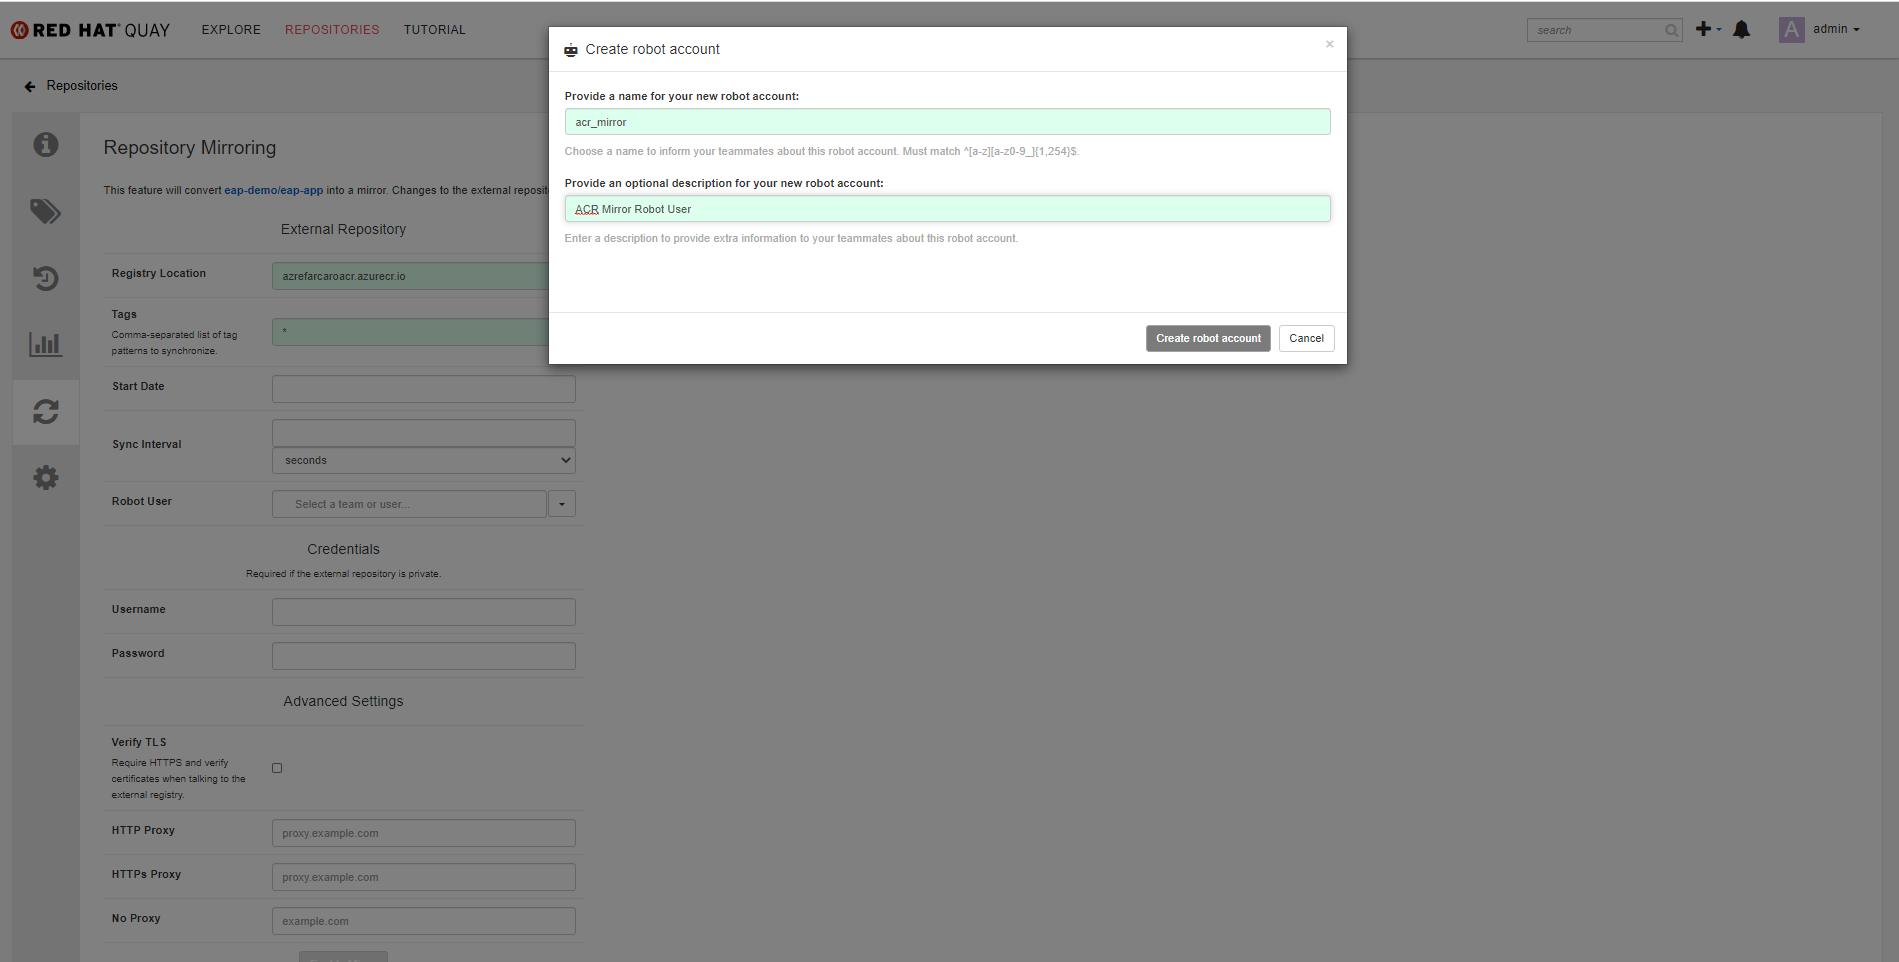 RED HAT® QUAY
EXPLORE
REPOSITORIES
TUTORIAL
search
A
admin
Repositories
Create robot account
×
Provide a name for your new robot account:
acr_mirror
Choose a name to inform your teammates about this robot account. Must match ^[a-z][a-z0-9_]{1,254}$.
Provide an optional description for your new robot account:
ACR Mirror Robot User
Enter a description to provide extra information to your teammates about this robot account.
Create robot account
Cancel
Repository Mirroring
This feature will convert eap-demo/eap-app into a mirror. Changes to the external reposit
External Repository
Registry Location
azrefarcaroacr.azurecr.io
Tags
Comma-separated list of tag
patterns to synchronize.
*
Start Date
Sync Interval
seconds
Robot User
Select a team or user...
Credentials
Required if the external repository is private.
Username
Password
Advanced Settings
Verify TLS
Require HTTPS and verify
certificates when talking to the
external registry.
HTTP Proxy
proxy.example.com
HTTPs Proxy
proxy.example.com
No Proxy
example.com